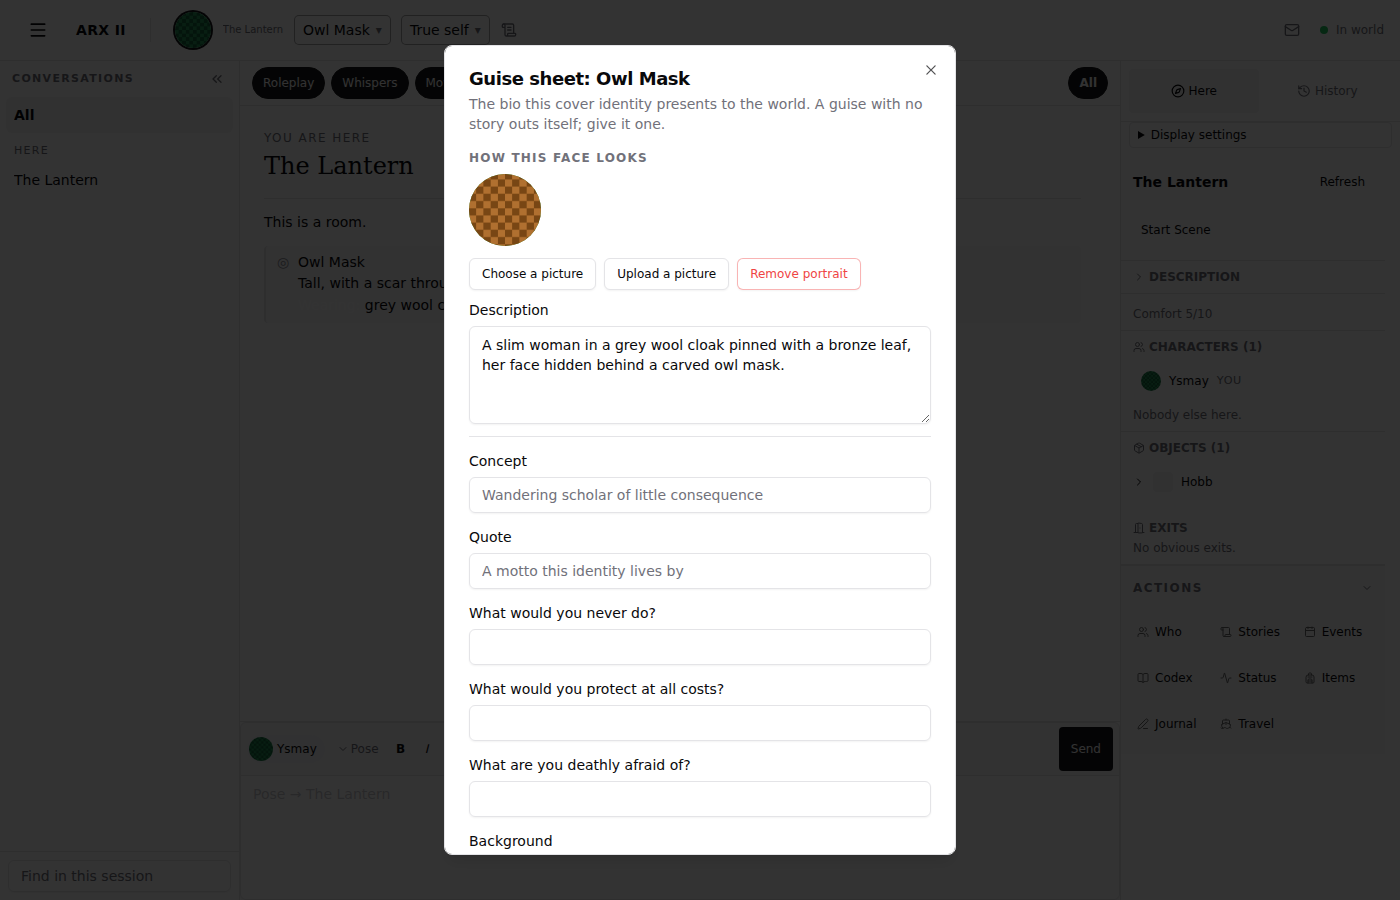 ARX II
The Lantern
Owl Mask
True self
In world
CONVERSATIONS
All
HERE
The Lantern
Find in this session
Roleplay
Whispers
Mo
All
YOU ARE HERE
The Lantern
This is a room.
Owl Mask
Tall, with a scar throu
grey wool c
Ysmay
Pose
B
I
Send
Pose → The Lantern
Guise sheet: Owl Mask
The bio this cover identity presents to the world. A guise with no
story outs itself; give it one.
HOW THIS FACE LOOKS
Choose a picture
Upload a picture
Remove portrait
Description
A slim woman in a grey wool cloak pinned with a bronze leaf,
her face hidden behind a carved owl mask.
Concept
Wandering scholar of little consequence
Quote
A motto this identity lives by
What would you never do?
What would you protect at all costs?
What are you deathly afraid of?
Background
Here
History
Display settings
The Lantern
Refresh
Start Scene
DESCRIPTION
Comfort 5/10
CHARACTERS (1)
Ysmay YOU
Nobody else here.
OBJECTS (1)
Hobb
EXITS
No obvious exits.
ACTIONS
Who
Stories
Events
Codex
Status
Items
Journal
Travel